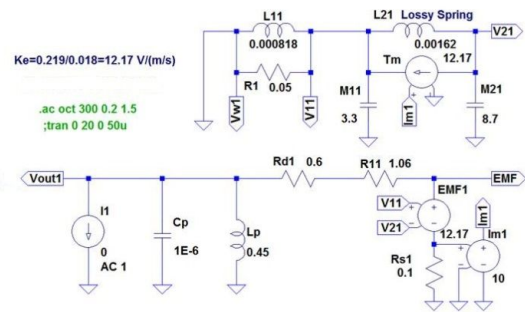 L11
L21 Lossy Spring
V21
0.000818
0.00162
Ke=0.219/0.018=12.17 V/(m/s)
Tm
12.17
R1
0.05
M11
M21
Vw1
V11
Im1
.ac oct 300 0.2 1.5
;tran 0 20 0 50u
3.3
8.7
Rd1 0.6
R11 1.06
Vout1
EMF
EMF1
I1
Cp
Lp
V11
V21
Im1
12.17
Im1
0
1E-6
0.45
Rs1
AC 1
0.1
10